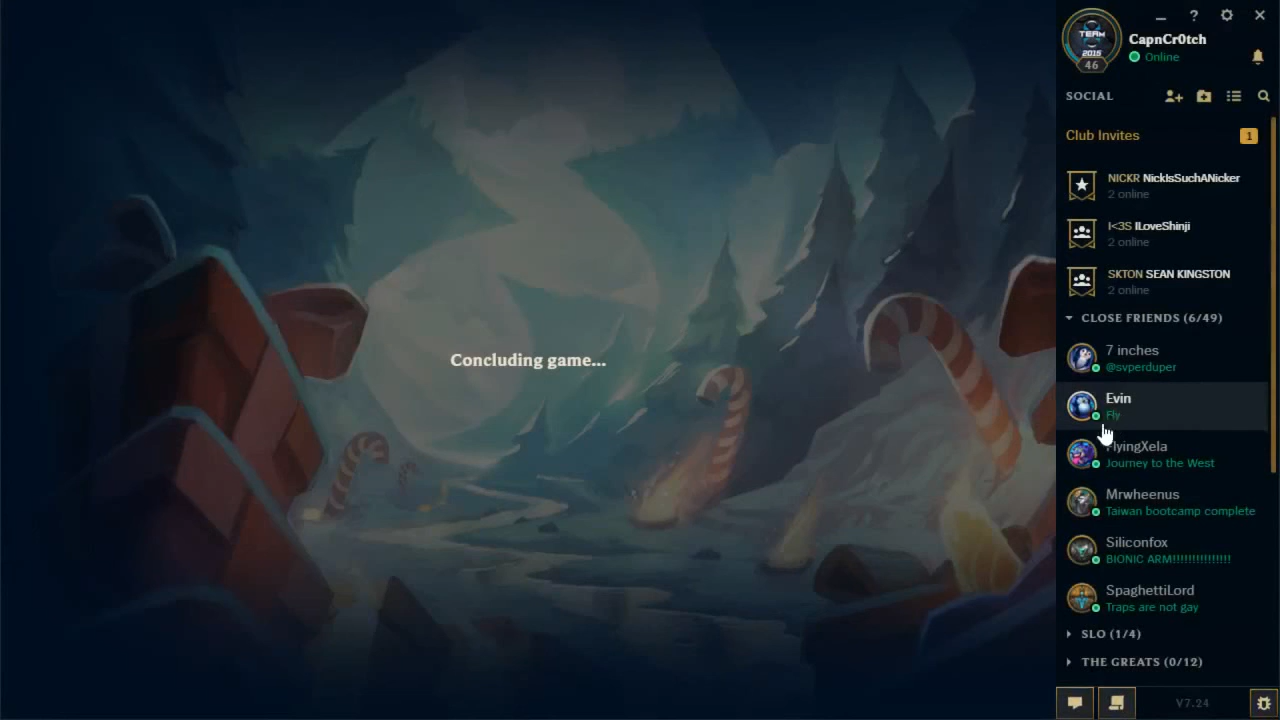 CapnCr0tch
Online
TEAM
2015
46
SOCIAL
Club Invites
1
NICKR NickIsSuchANicker
2 online
I<3S ILoveShinji
2 online
SKTON SEAN KINGSTON
2 online
CLOSE FRIENDS (6/49)
7 inches
@svperduper
Evin
Fly
FlyingXela
Journey to the West
Mrwheenus
Taiwan bootcamp complete
Siliconfox
BIONIC ARM!!!!!!!!!!!!!!!
SpaghettiLord
Traps are not gay
SLO (1/4)
THE GREATS (0/12)
V7.24
Concluding game...